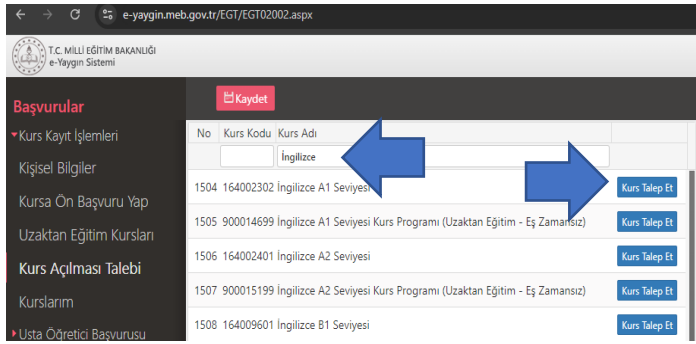 e-yaygin.meb.gov.tr/EGT/EGT02002.aspx
T.C. MİLLİ EĞİTİM BAKANLIĞI
e-Yaygın Sistemi
Başvurular
Kaydet
Kurs Kayıt İşlemleri
Kişisel Bilgiler
Kursa Ön Başvuru Yap
Uzaktan Eğitim Kursları
Kurs Açılması Talebi
Kurslarım
Usta Öğretici Başvurusu
No Kurs Kodu Kurs Adı
İngilizce
1504 164002302 İngilizce A1 Seviyesi Kurs Talep Et
1505 900014699 İngilizce A1 Seviyesi Kurs Programı (Uzaktan Eğitim - Eş Zamansız) Kurs Talep Et
1506 164002401 İngilizce A2 Seviyesi Kurs Talep Et
1507 900015199 İngilizce A2 Seviyesi Kurs Programı (Uzaktan Eğitim - Eş Zamansız) Kurs Talep Et
1508 164009601 İngilizce B1 Seviyesi Kurs Talep Et